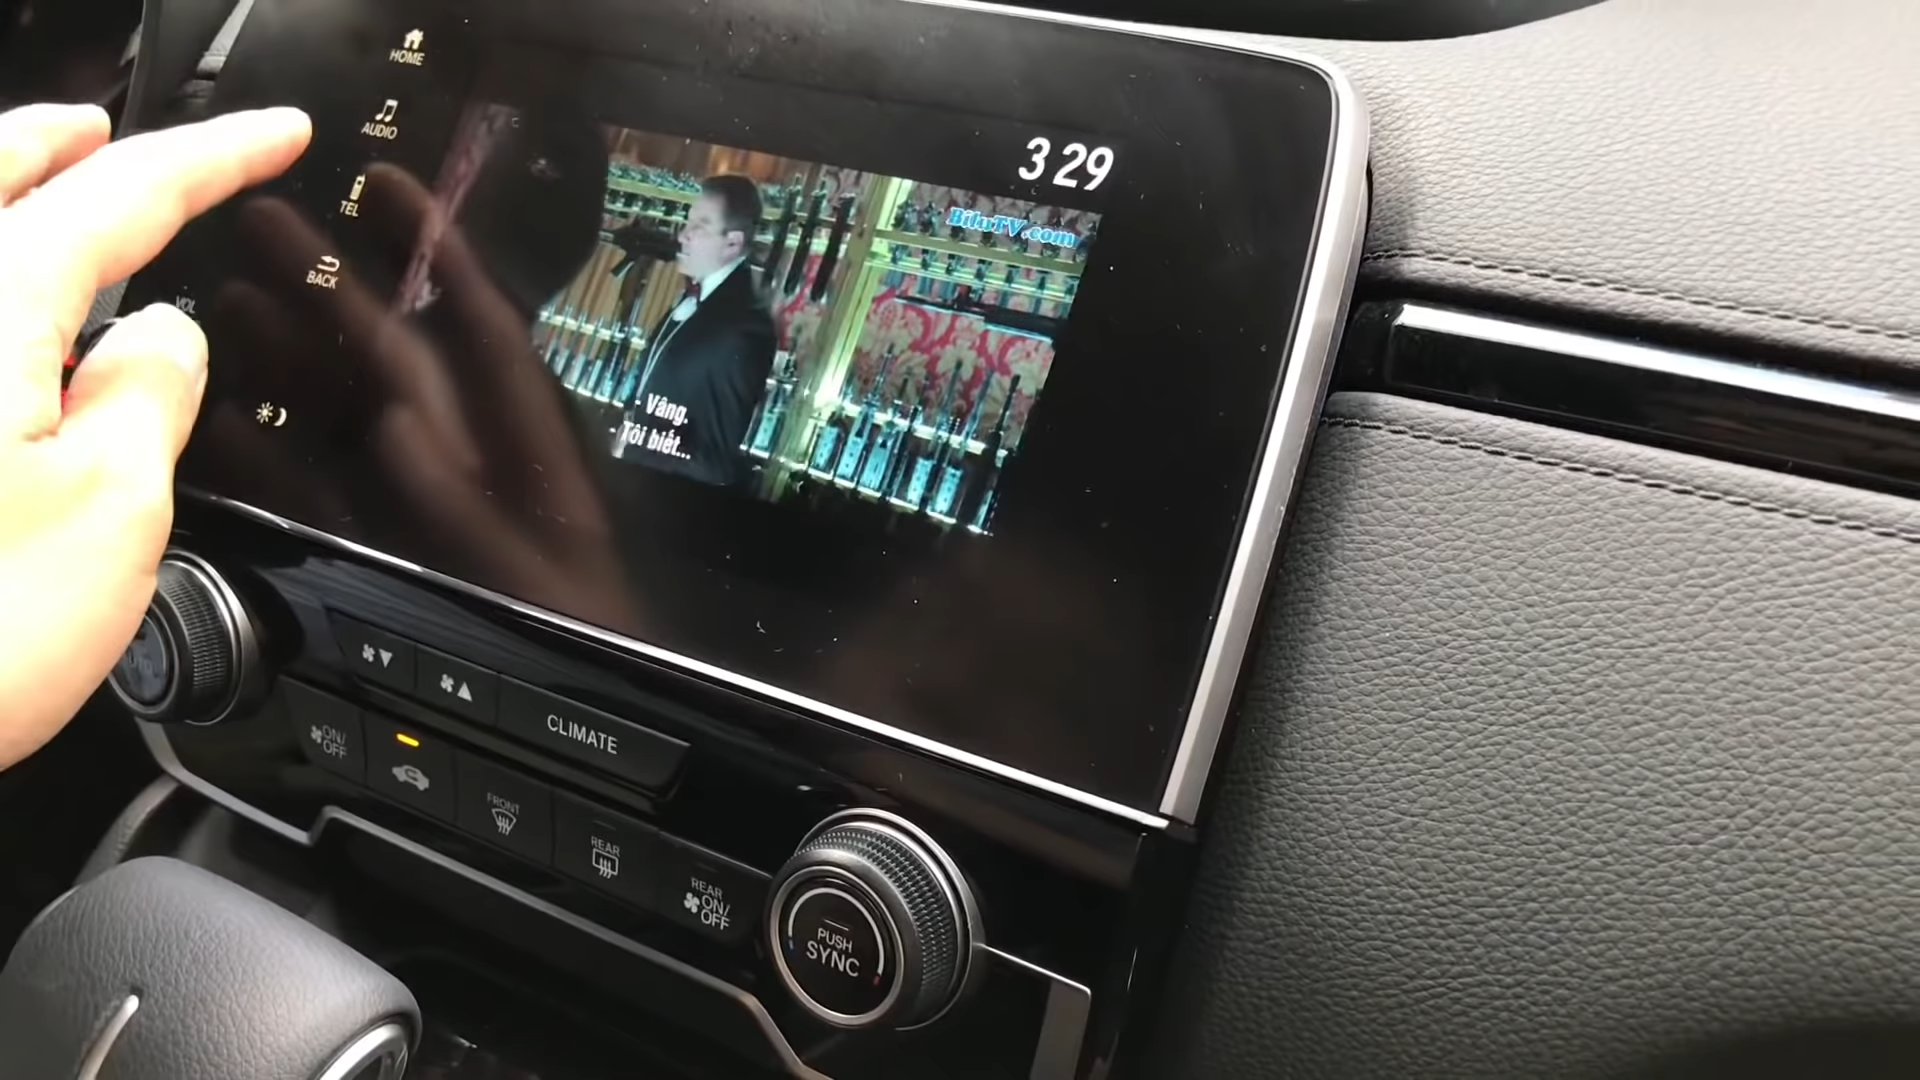 HOME
AUDIO
TEL
BACK
VOL
3 29
BiluTV.com
- Vâng.
- Tôi biết...
AUTO
CLIMATE
ON/
OFF
FRONT
REAR
REAR
ON/
OFF
PUSH
SYNC